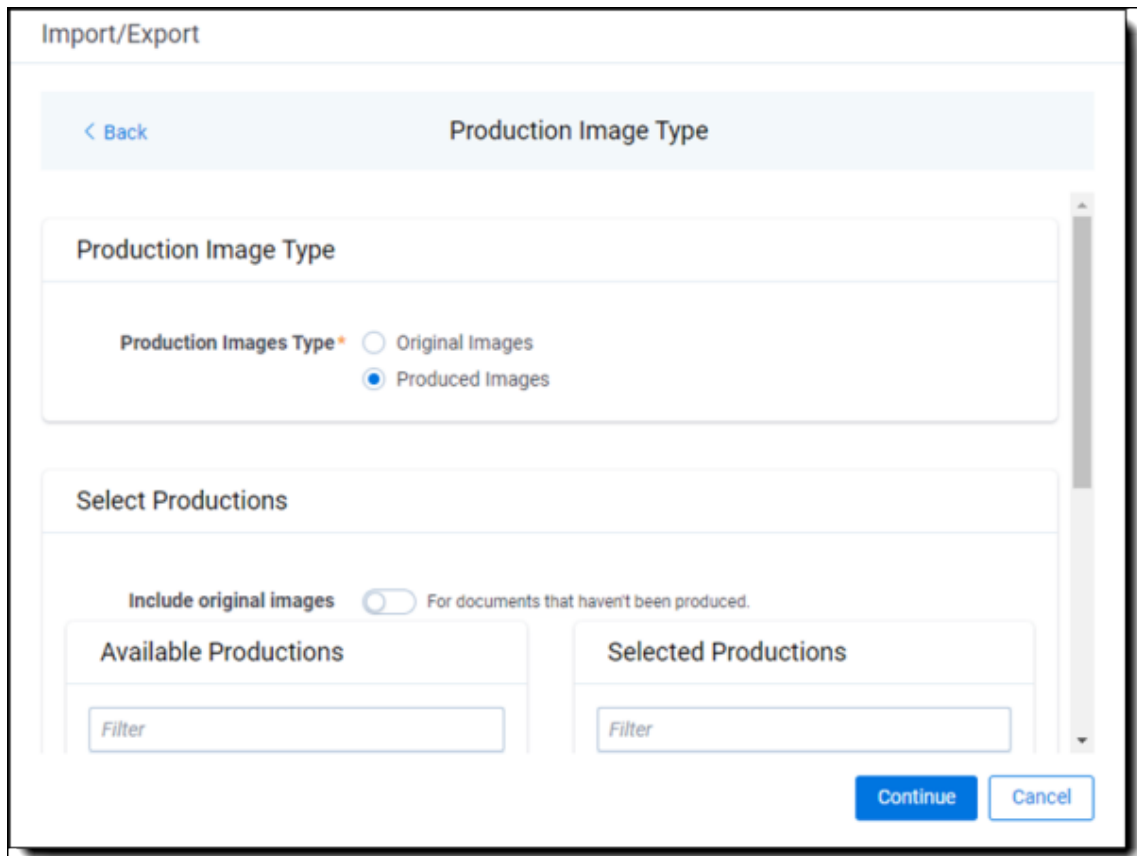 Import/Export
< Back
Production Image Type
Production Image Type
Production Images Type* Original Images
Produced Images
Select Productions
Include original images For documents that haven't been produced.
Available Productions Selected Productions
Filter Filter
Continue Cancel